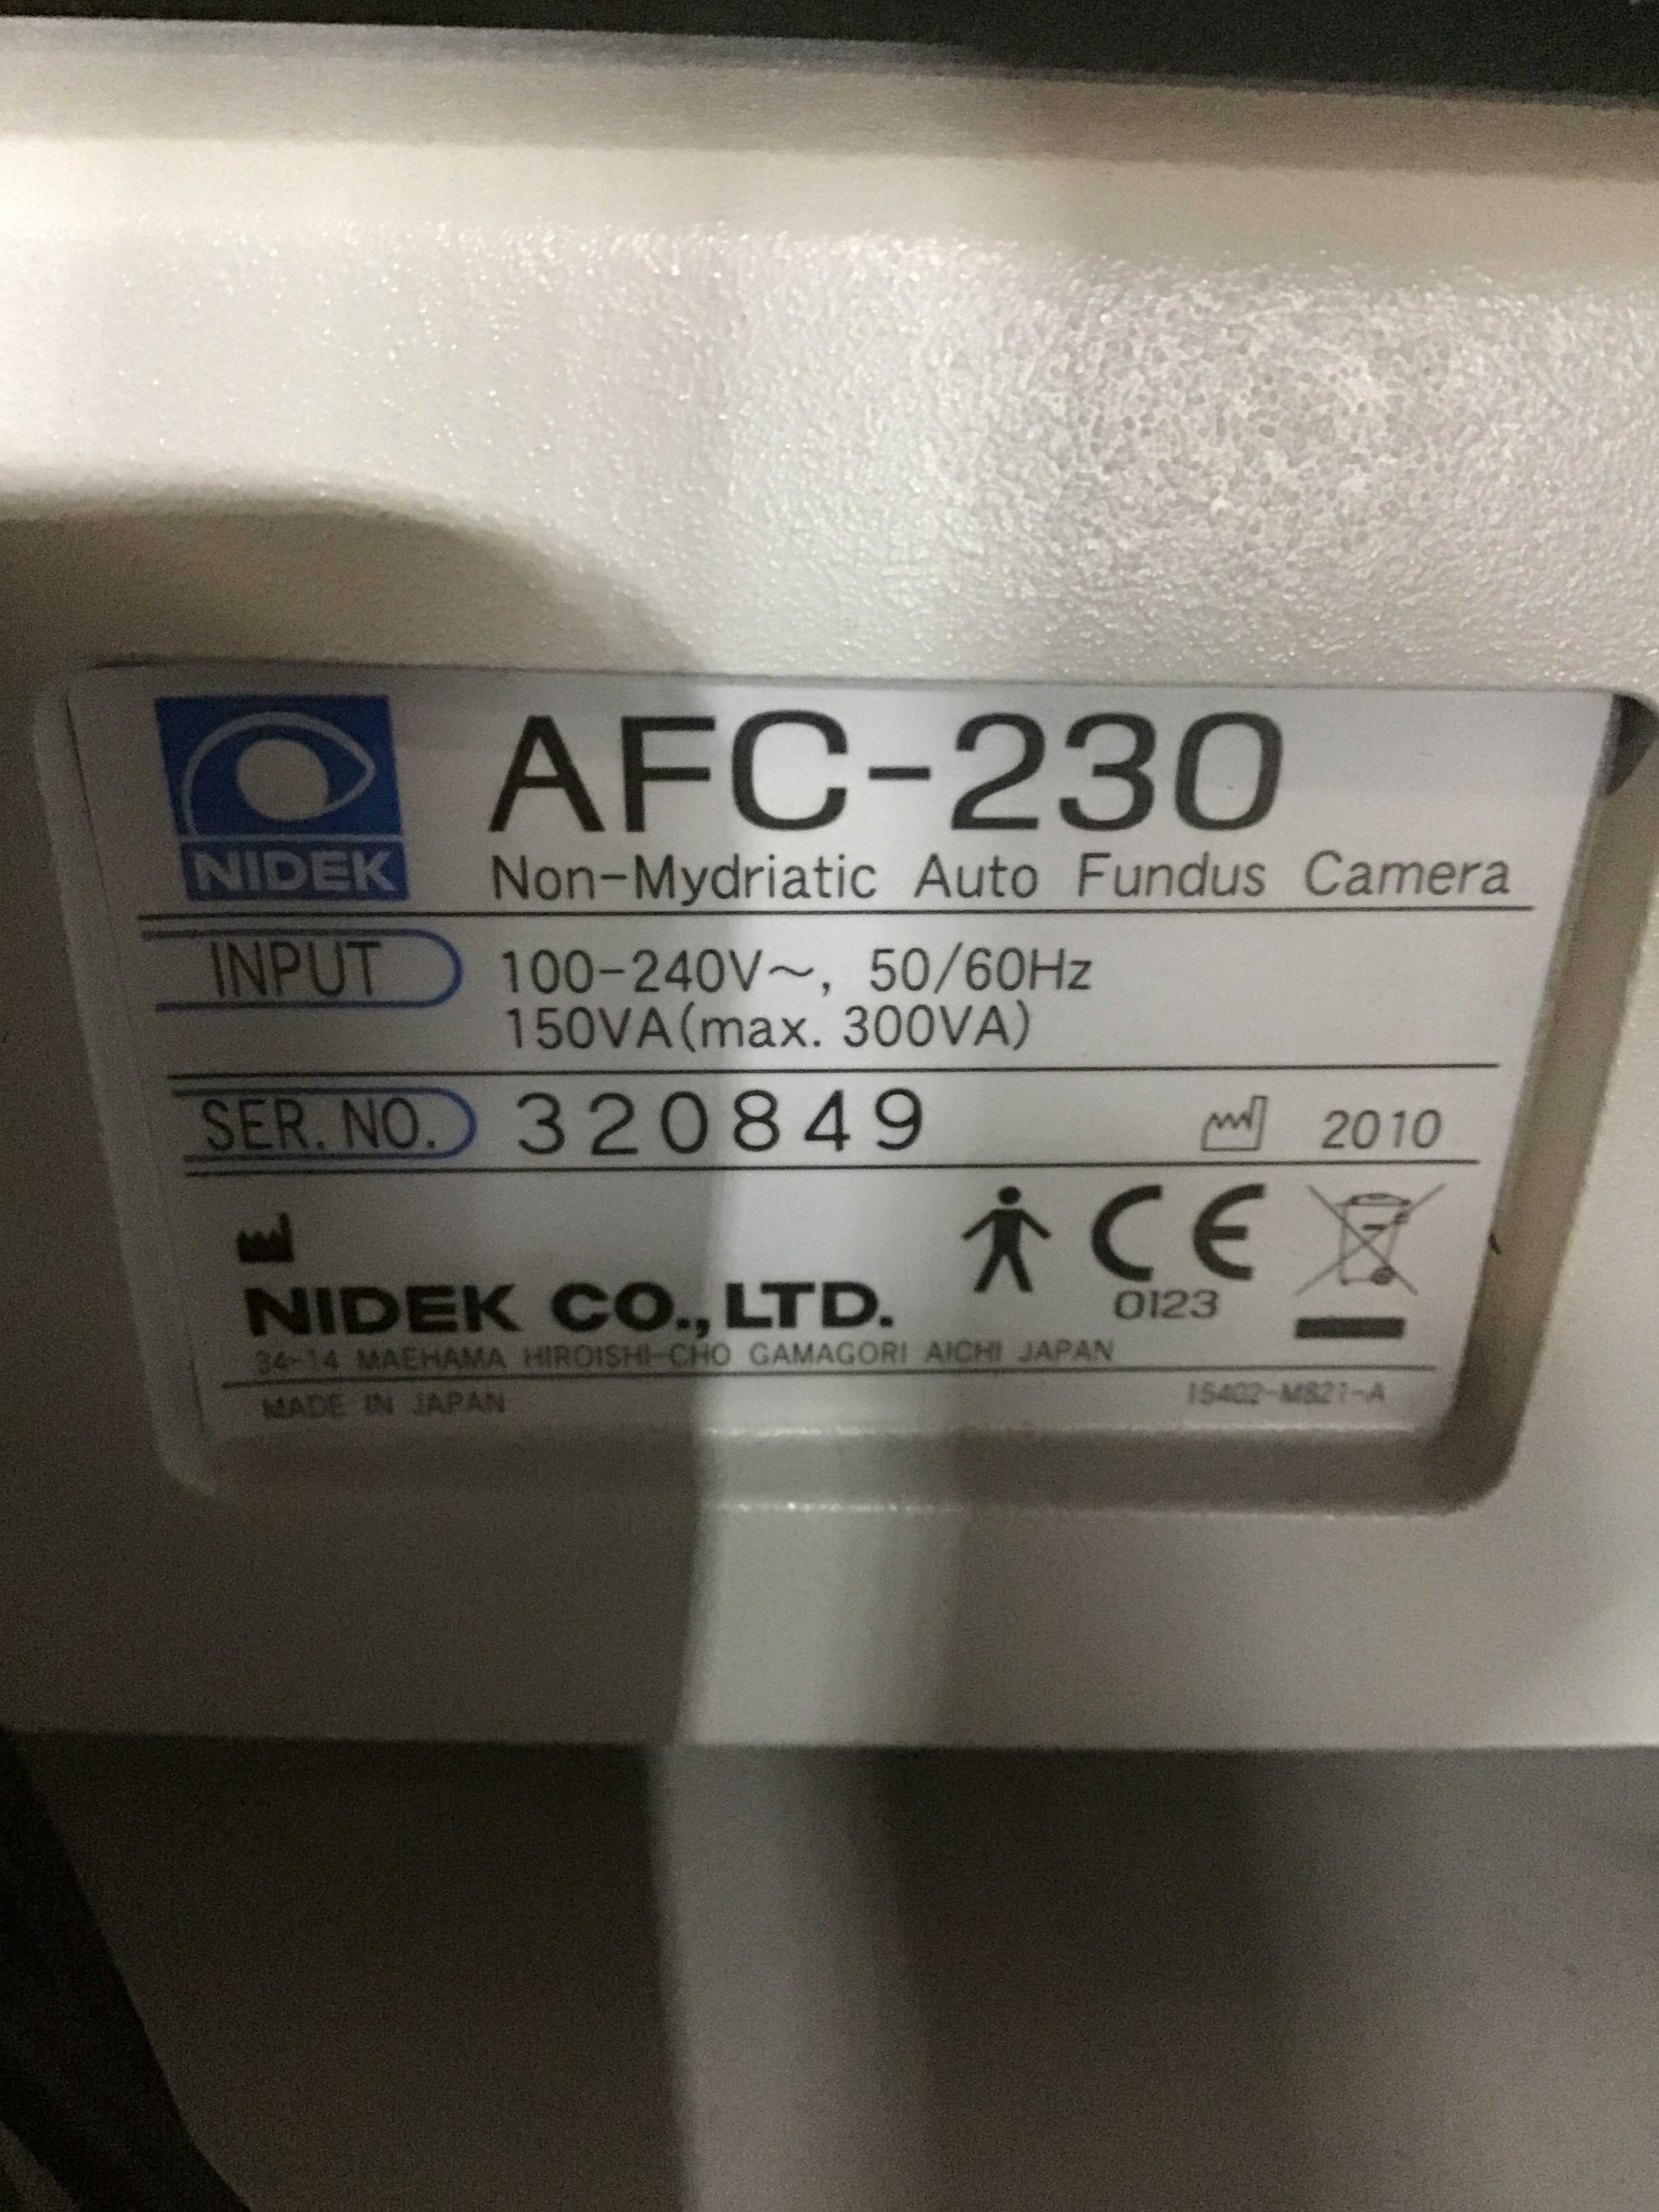 NIDEK
AFC-230
Non-Mydriatic Auto Fundus Camera
INPUT 100-240V～, 50/60Hz
150VA(max. 300VA)
SER. NO. 320849 2010
NIDEK CO., LTD.
CE
0123
34-14 MAEHAMA HIROISHI-CHO GAMAGORI AICHI JAPAN
MADE IN JAPAN 15402-M821-A